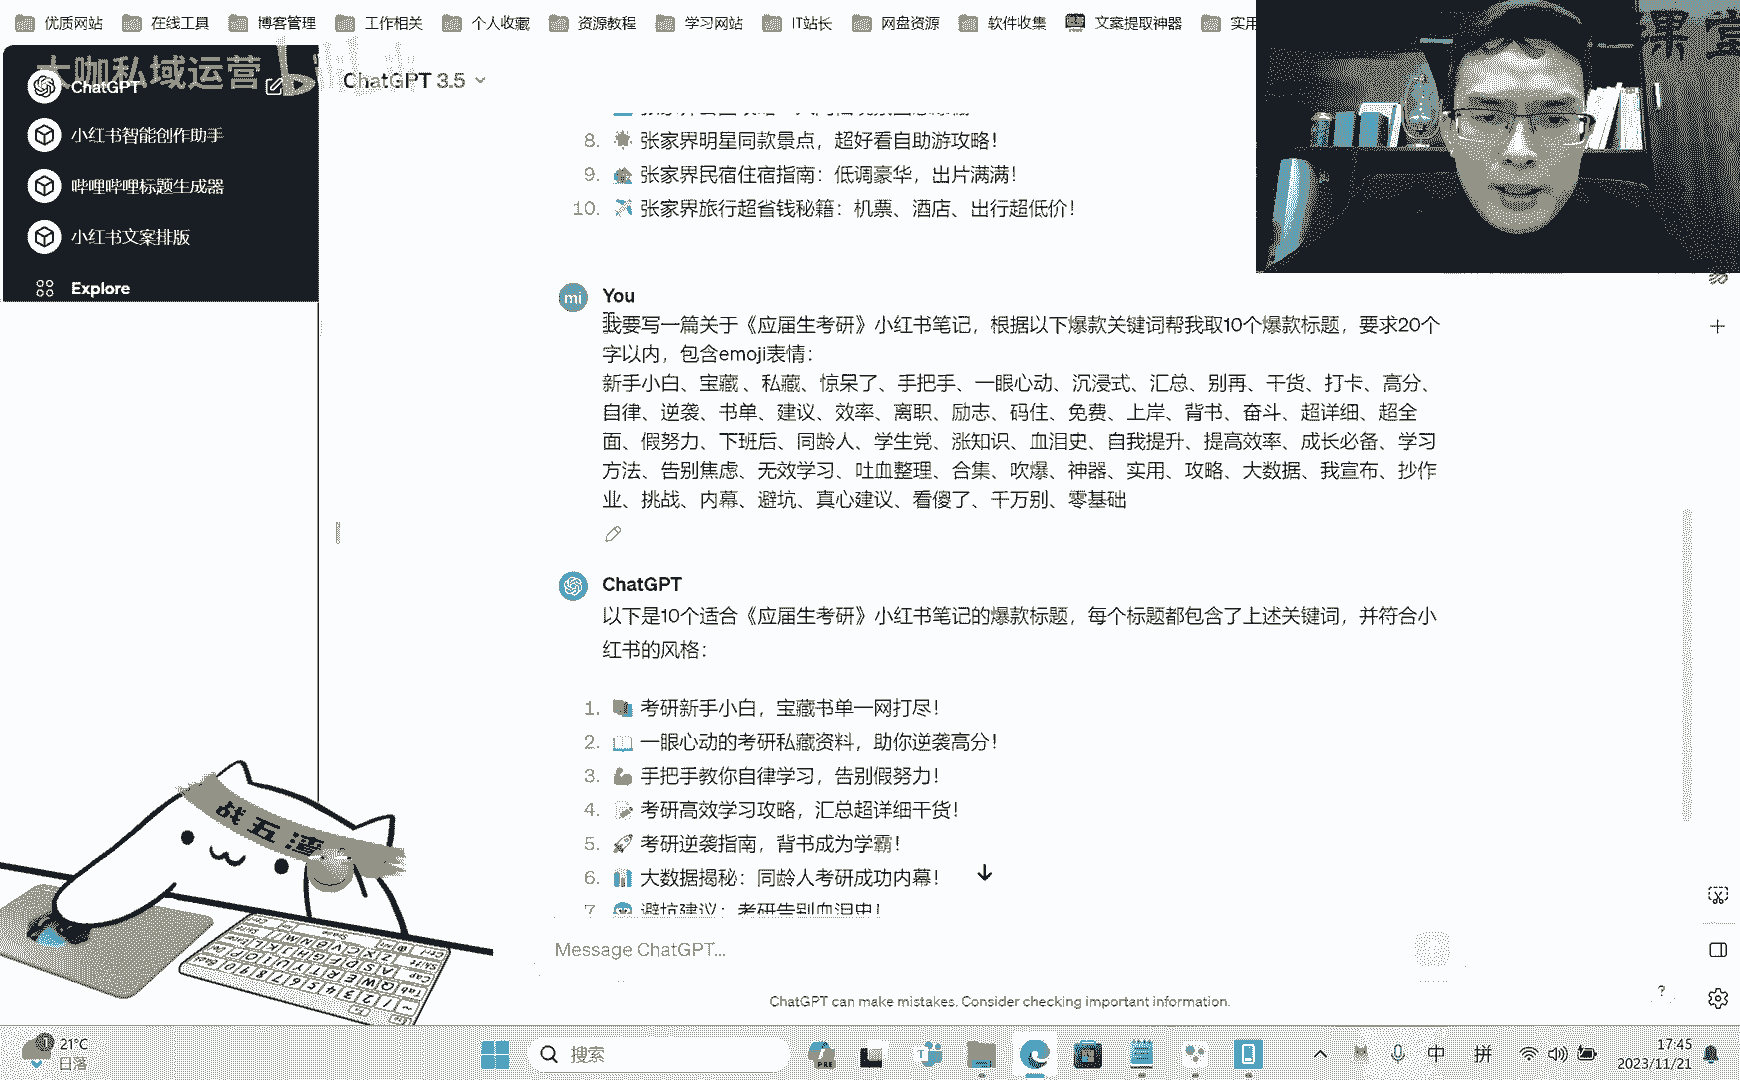 优质网站 在线工具 博客管理 工作相关 个人收藏 资源教程 学习网站 IT站长 网盘资源 软件收集 文案提取神器 实用
大咖私域运营
课堂
ChatGPT
ChatGPT 3.5
小红书智能创作助手
哔哩哔哩标题生成器
小红书文案排版
Explore
8. 张家界明星同款景点，超好看自助游攻略！
9. 张家界民宿住宿指南：低调豪华，出片满满！
10. 张家界旅行超省钱秘籍：机票、酒店、出行超低价！
mi
You
我要写一篇关于《应届生考研》小红书笔记，根据以下爆款关键词帮我取10个爆款标题，要求20个
字以内，包含emoji表情：
新手小白、宝藏 、私藏、惊呆了、手把手、一眼心动、沉浸式、汇总、别再、干货、打卡、高分、
自律、逆袭、书单、建议、效率、离职、励志、码住、免费、上岸、背书、奋斗、超详细、超全
面、假努力、下班后、同龄人、学生党、涨知识、血泪史、自我提升、提高效率、成长必备、学习
方法、告别焦虑、无效学习、吐血整理、合集、吹爆、神器、实用、攻略、大数据、我宣布、抄作
业、挑战、内幕、避坑、真心建议、看傻了、千万别、零基础
ChatGPT
以下是10个适合《应届生考研》小红书笔记的爆款标题，每个标题都包含了上述关键词，并符合小
红书的风格：
1. 考研新手小白，宝藏书单一网打尽！
2. 一眼心动的考研私藏资料，助你逆袭高分！
3. 手把手教你自律学习，告别假努力！
4. 考研高效学习攻略，汇总超详细干货！
5. 考研逆袭指南，背书成为学霸！
6. 大数据揭秘：同龄人考研成功内幕！
7. 避坑建议：考研告别血泪史！
Message ChatGPT...
ChatGPT can make mistakes. Consider checking important information.
?
战五渣
21°C
日落
搜索
PRE
中
拼
17:45
2023/11/21